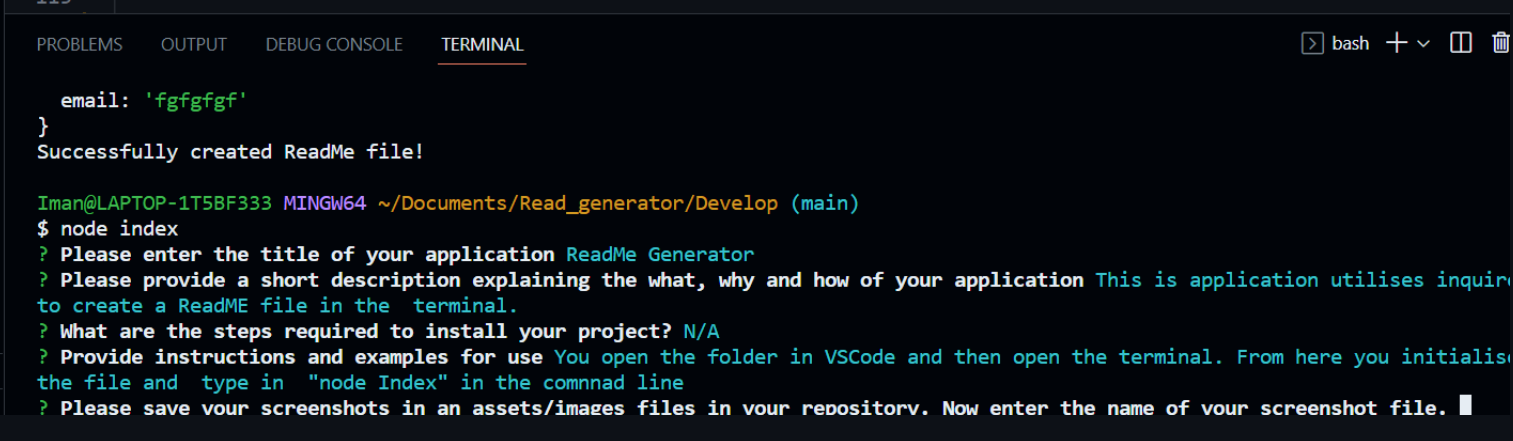 PROBLEMS OUTPUT DEBUG CONSOLE TERMINAL bash
email: 'fgfgfgf'
}
Successfully created ReadMe file!
Iman@LAPTOP-1T5BF333 MINGW64 ~/Documents/Read_generator/Develop (main)
$ node index
? Please enter the title of your application ReadMe Generator
? Please provide a short description explaining the what, why and how of your application This is application utilises inquire
to create a ReadME file in the  terminal.
? What are the steps required to install your project? N/A
? Provide instructions and examples for use You open the folder in VSCode and then open the terminal. From here you initialise
the file and  type in  "node Index" in the comnnad line
? Please save your screenshots in an assets/images files in your repository. Now enter the name of your screenshot file.